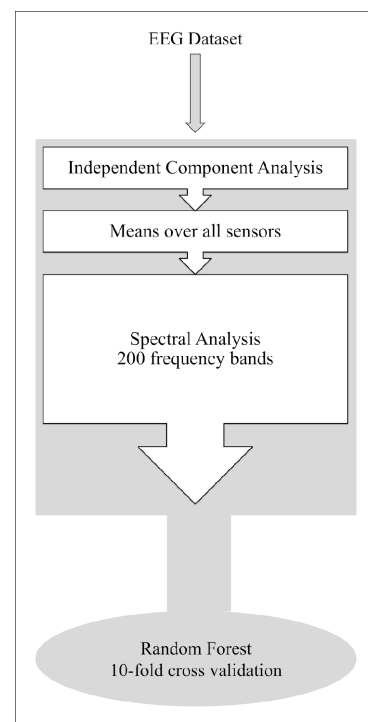 EEG Dataset
Independent Component Analysis
Means over all sensors
Spectral Analysis
200 frequency bands
Random Forest
10-fold cross validation